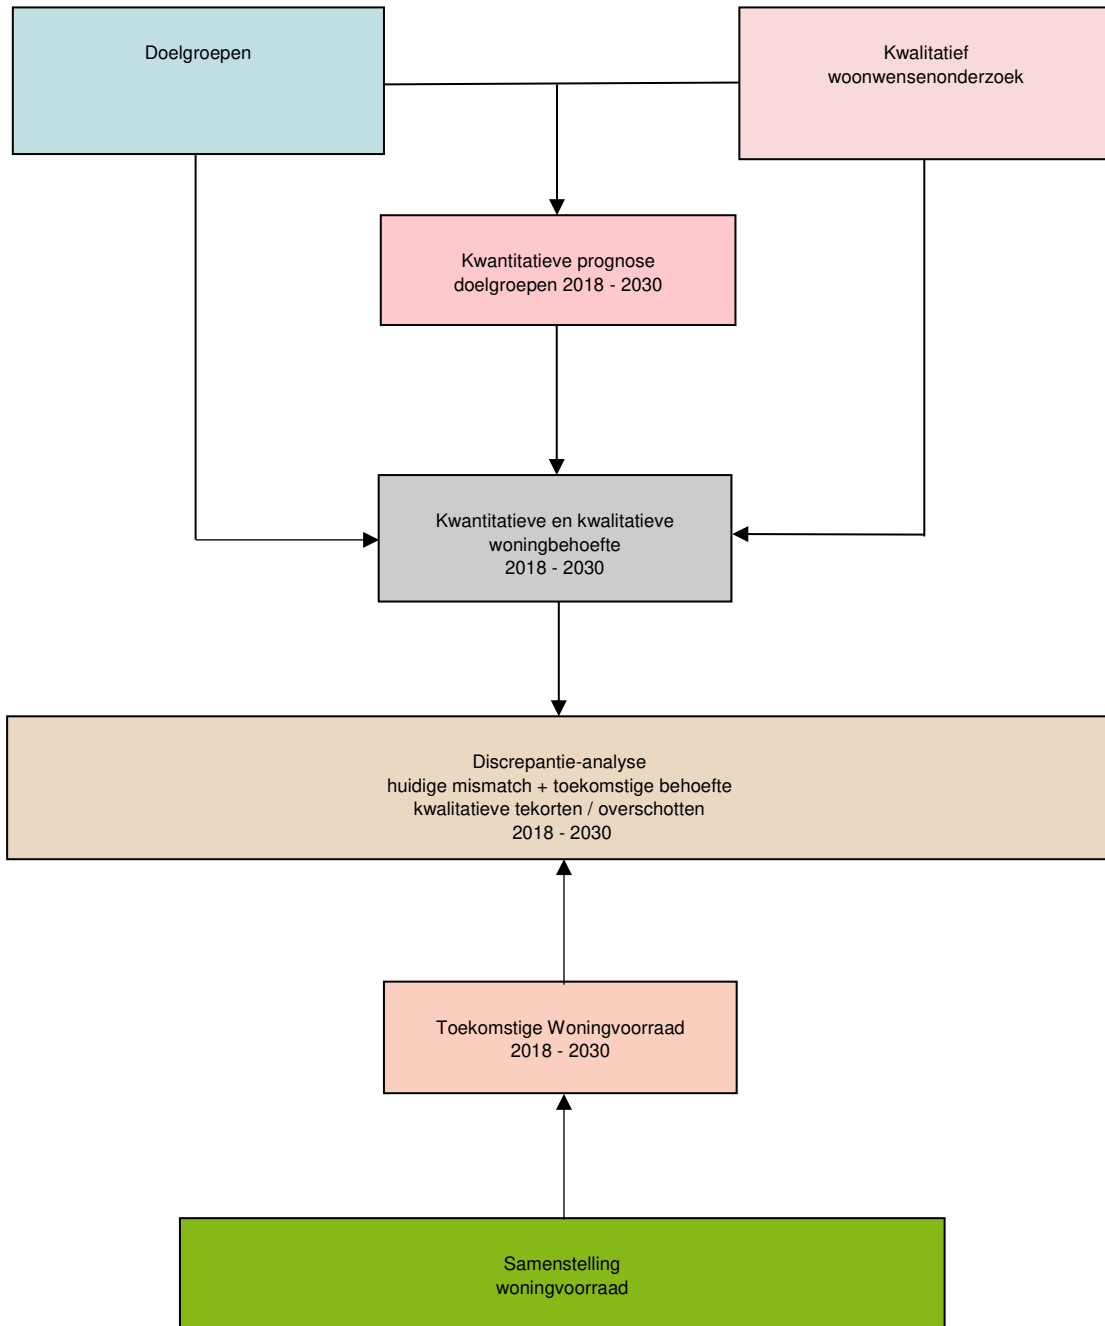 Doelgroepen
Kwalitatief
woonwensenonderzoek
Kwantitatieve prognose
doelgroepen 2018 - 2030
Kwantitatieve en kwalitatieve
woningbehoefte
2018 - 2030
Discrepantie-analyse
huidige mismatch + toekomstige behoefte
kwalitatieve tekorten / overschotten
2018 - 2030
Toekomstige Woningvoorraad
2018 - 2030
Samenstelling
woningvoorraad